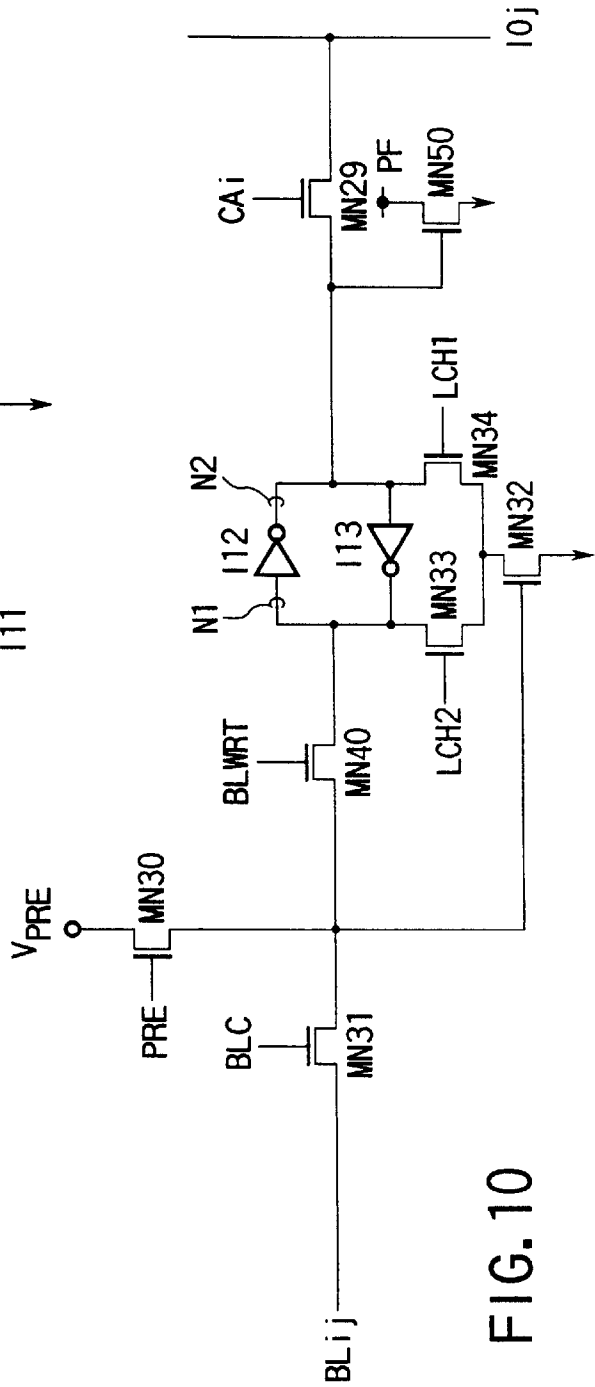 I11
VPRE
PRE
MN30
BLC
MN31
BLij
BLWRT
MN40
N1
N2
I12
I13
LCH2
MN33
LCH1
MN34
MN32
CAi
MN29
PF
MN50
IOj
FIG. 10